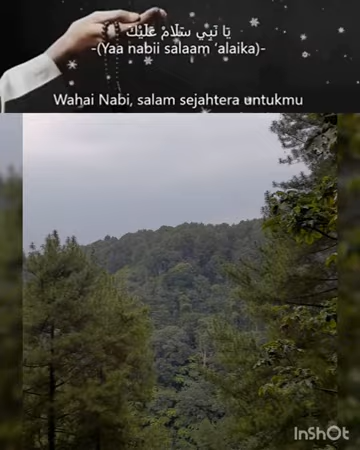 يَا نَبِي سَلَامْ عَلَيْكَ
-(Yaa nabii salaam ‘alaika)-
Wahai Nabi, salam sejahtera untukmu
InShOt